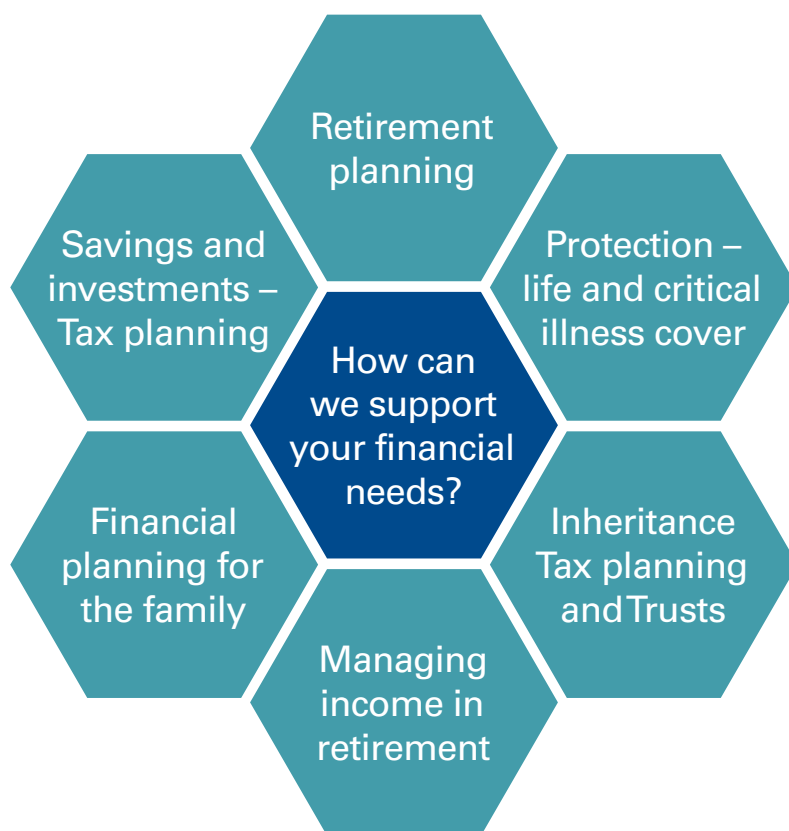 Retirement
planning
Savings and
investments –
Tax planning
Protection –
life and critical
illness cover
How can
we support
your financial
needs?
Financial
planning for
the family
Inheritance
Tax planning
and Trusts
Managing
income in
retirement